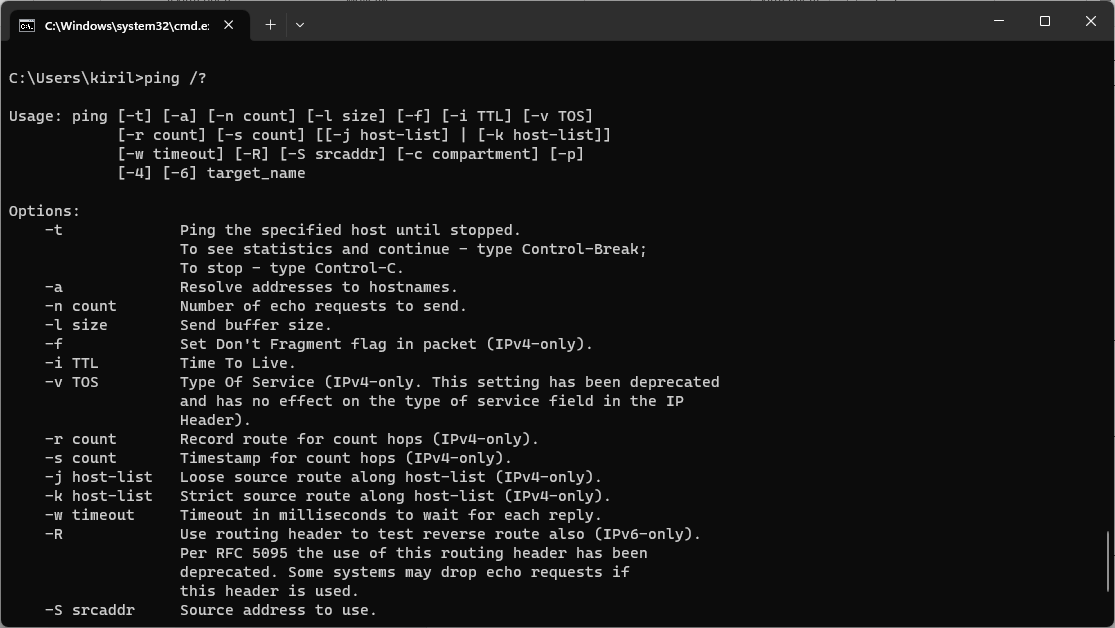 C:\Windows\system32\cmd.e:
C:\Users\kiril>ping /?
Usage: ping [-t] [-a] [-n count] [-l size] [-f] [-i TTL] [-v TOS]
[-r count] [-s count] [[-j host-list] | [-k host-list]]
[-w timeout] [-R] [-S srcaddr] [-c compartment] [-p]
[-4] [-6] target_name
Options:
-t Ping the specified host until stopped.
To see statistics and continue - type Control-Break;
To stop - type Control-C.
-a Resolve addresses to hostnames.
-n count Number of echo requests to send.
-l size Send buffer size.
-f Set Don't Fragment flag in packet (IPv4-only).
-i TTL Time To Live.
-v TOS Type Of Service (IPv4-only. This setting has been deprecated
and has no effect on the type of service field in the IP
Header).
-r count Record route for count hops (IPv4-only).
-s count Timestamp for count hops (IPv4-only).
-j host-list Loose source route along host-list (IPv4-only).
-k host-list Strict source route along host-list (IPv4-only).
-w timeout Timeout in milliseconds to wait for each reply.
-R Use routing header to test reverse route also (IPv6-only).
Per RFC 5095 the use of this routing header has been
deprecated. Some systems may drop echo requests if
this header is used.
-S srcaddr Source address to use.